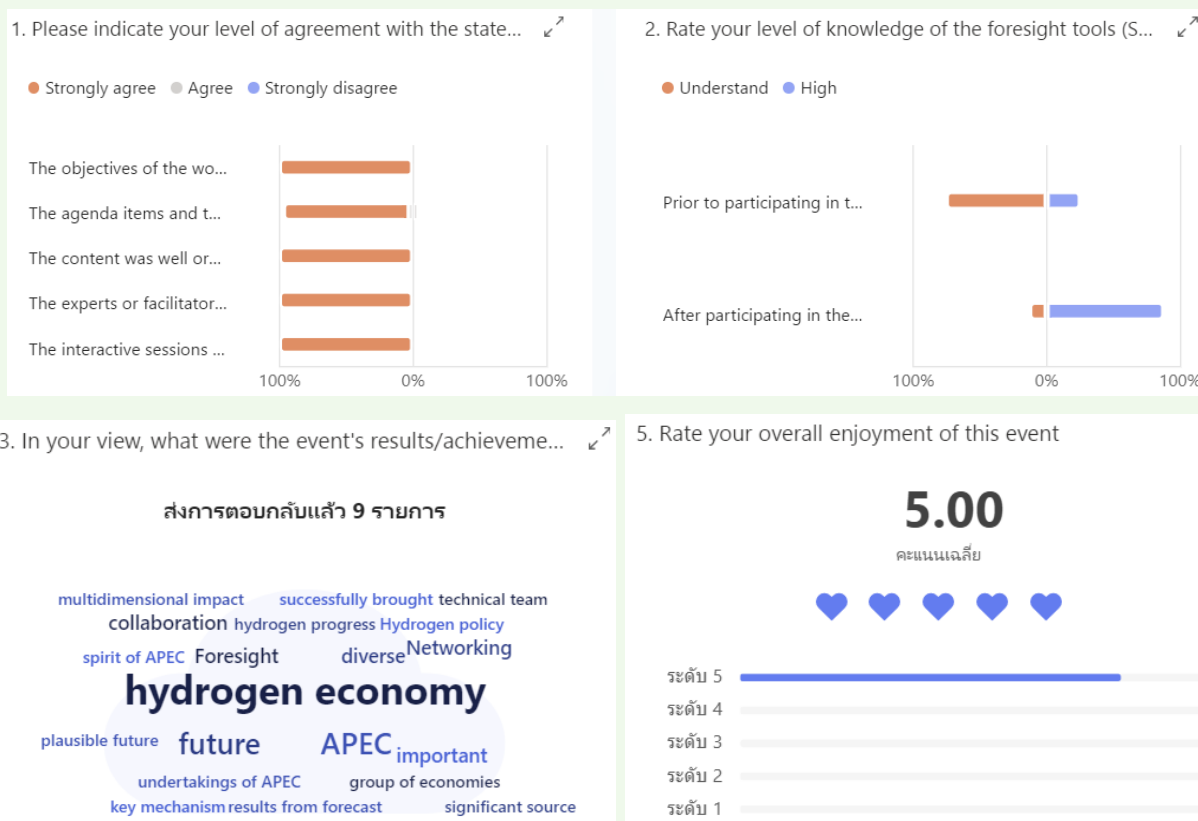 1. Please indicate your level of agreement with the state...
Strongly agree Agree Strongly disagree
The objectives of the wo...
The agenda items and t...
The content was well or...
The experts or facilitator...
The interactive sessions ...
100% 0% 100%
2. Rate your level of knowledge of the foresight tools (S...
Understand High
Prior to participating in t...
After participating in the...
100% 0% 100%
3. In your view, what were the event's results/achieveme...
ส่งการตอบกลับแล้ว 9 รายการ
multidimensional impact successfully brought technical team
collaboration hydrogen progress Hydrogen policy
spirit of APEC Foresight diverse Networking
hydrogen economy
plausible future future APEC important
undertakings of APEC group of economies
key mechanism results from forecast significant source
5. Rate your overall enjoyment of this event
5.00
คะแนนเฉลี่ย
ระดับ 5
ระดับ 4
ระดับ 3
ระดับ 2
ระดับ 1